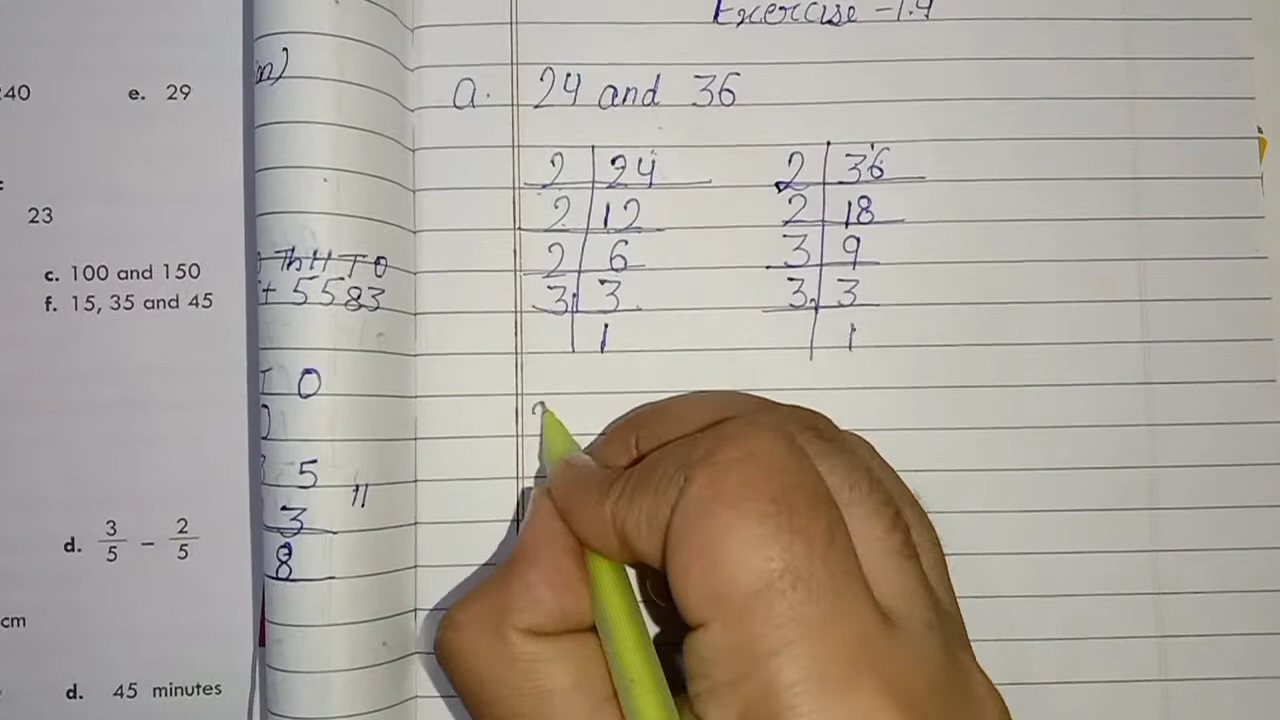 40 e. 29
23
c. 100 and 150
f. 15, 35 and 45
d. 3/5 - 2/5
cm
d. 45 minutes
Th H T O
+ 5583
T O
5
3
8
Exercise - 1.4
a. 24 and 36
2 24 2 36
2 12 2 18
2 6 3 9
3 3 3 3
1 1